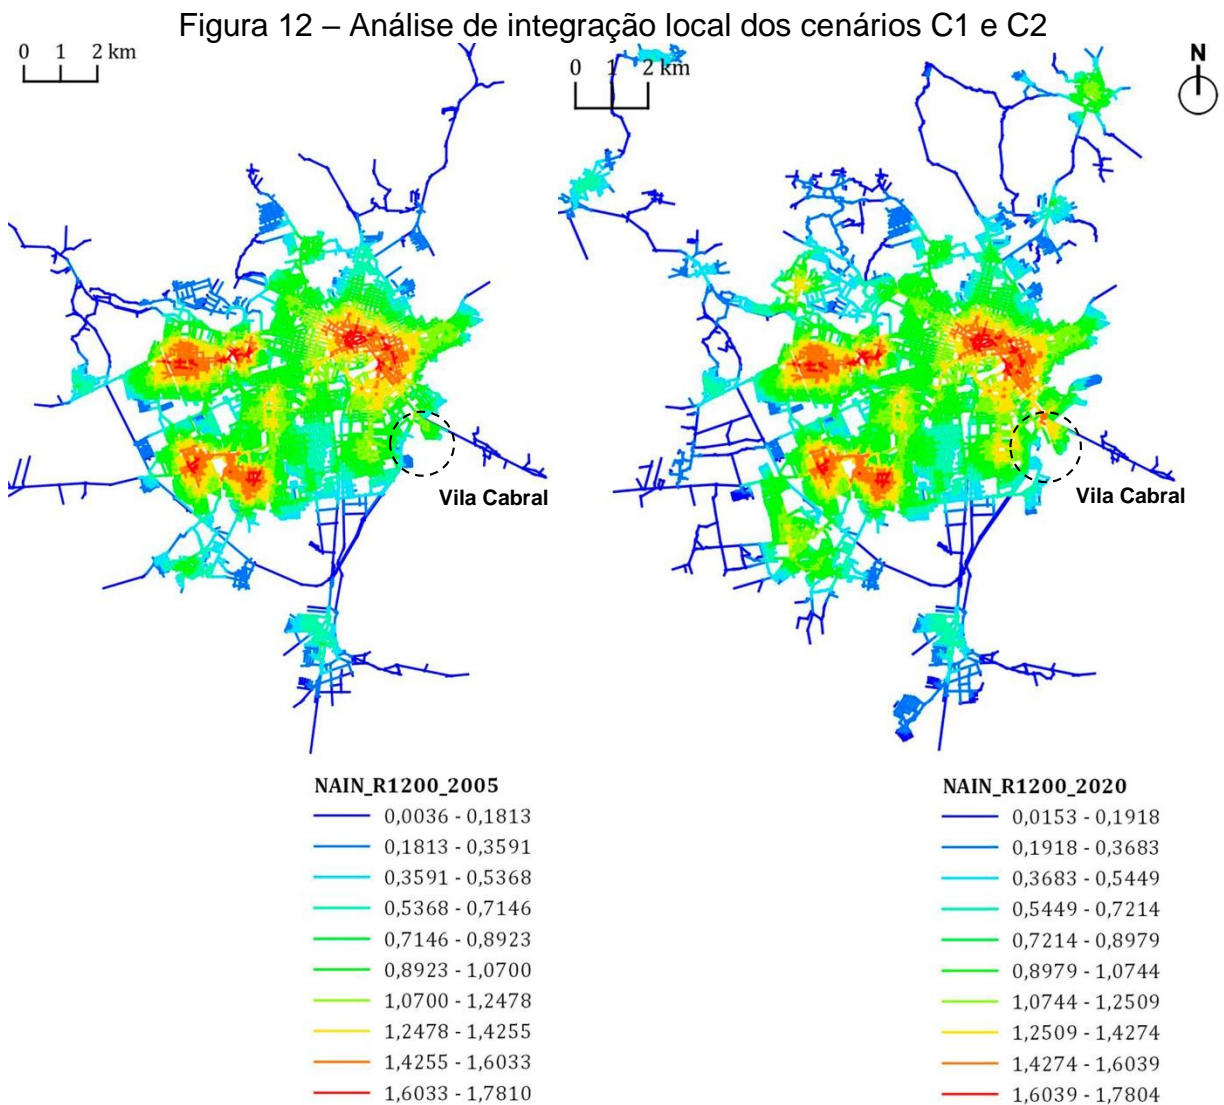 Figura 12 – Análise de integração local dos cenários C1 e C2
0 1 2 km
0 1 2 km
N
Vila Cabral
Vila Cabral
NAIN_R1200_2005
0,0036 - 0,1813
0,1813 - 0,3591
0,3591 - 0,5368
0,5368 - 0,7146
0,7146 - 0,8923
0,8923 - 1,0700
1,0700 - 1,2478
1,2478 - 1,4255
1,4255 - 1,6033
1,6033 - 1,7810
NAIN_R1200_2020
0,0153 - 0,1918
0,1918 - 0,3683
0,3683 - 0,5449
0,5449 - 0,7214
0,7214 - 0,8979
0,8979 - 1,0744
1,0744 - 1,2509
1,2509 - 1,4274
1,4274 - 1,6039
1,6039 - 1,7804